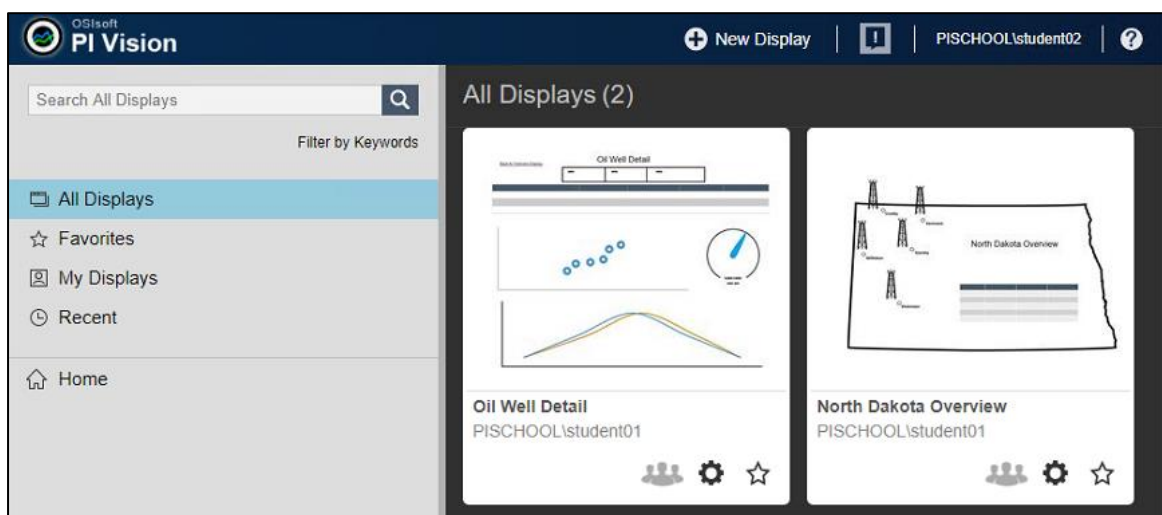 OSIsoft
PI Vision
New Display
PISCHOOL\student02
Search All Displays
Filter by Keywords
All Displays
Favorites
My Displays
Recent
Home
All Displays (2)
Oil Well Detail
Oil Well Detail
PISCHOOL\student01
North Dakota Overview
North Dakota Overview
PISCHOOL\student01